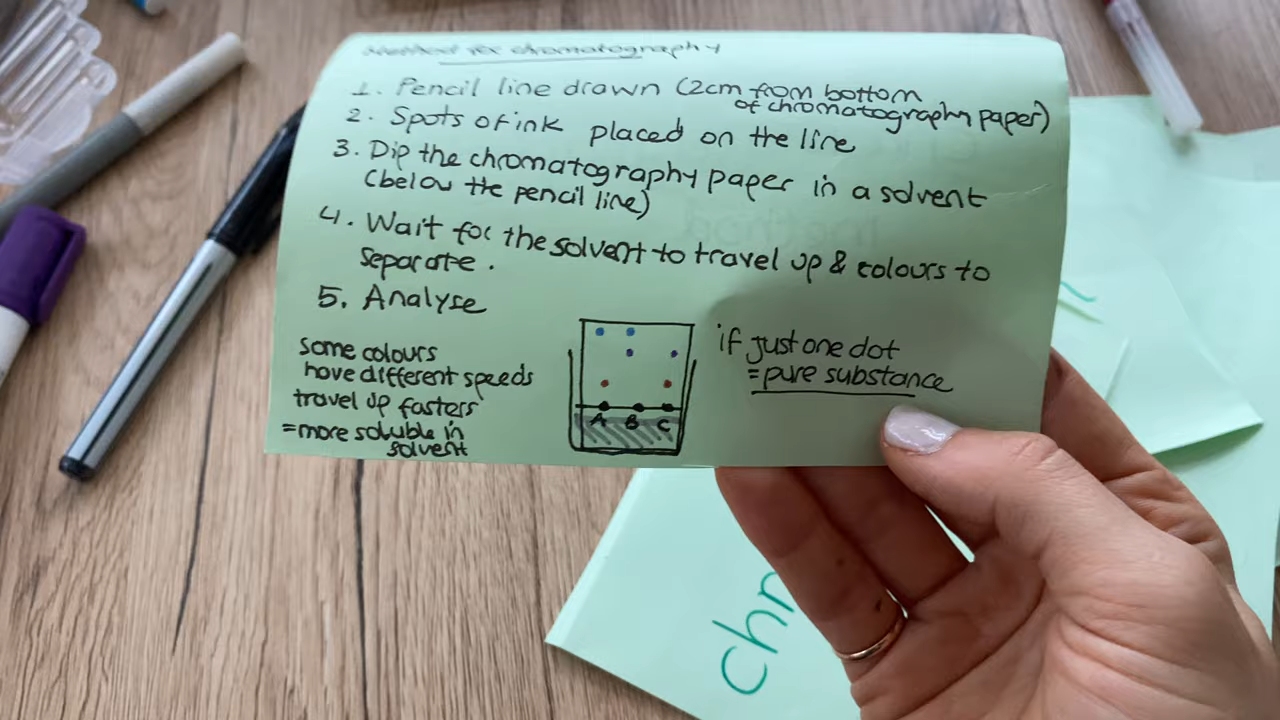 Method for chromatography
1. Pencil line drawn (2cm from bottom
of chromatography paper)
2. Spots of ink placed on the line
3. Dip the chromatography paper in a solvent
(below the pencil line)
4. Wait for the solvent to travel up & colours to
separate.
5. Analyse
some colours
have different speeds
travel up fasters
=more soluble in
solvent
A B C
if just one dot
=pure substance
Chr